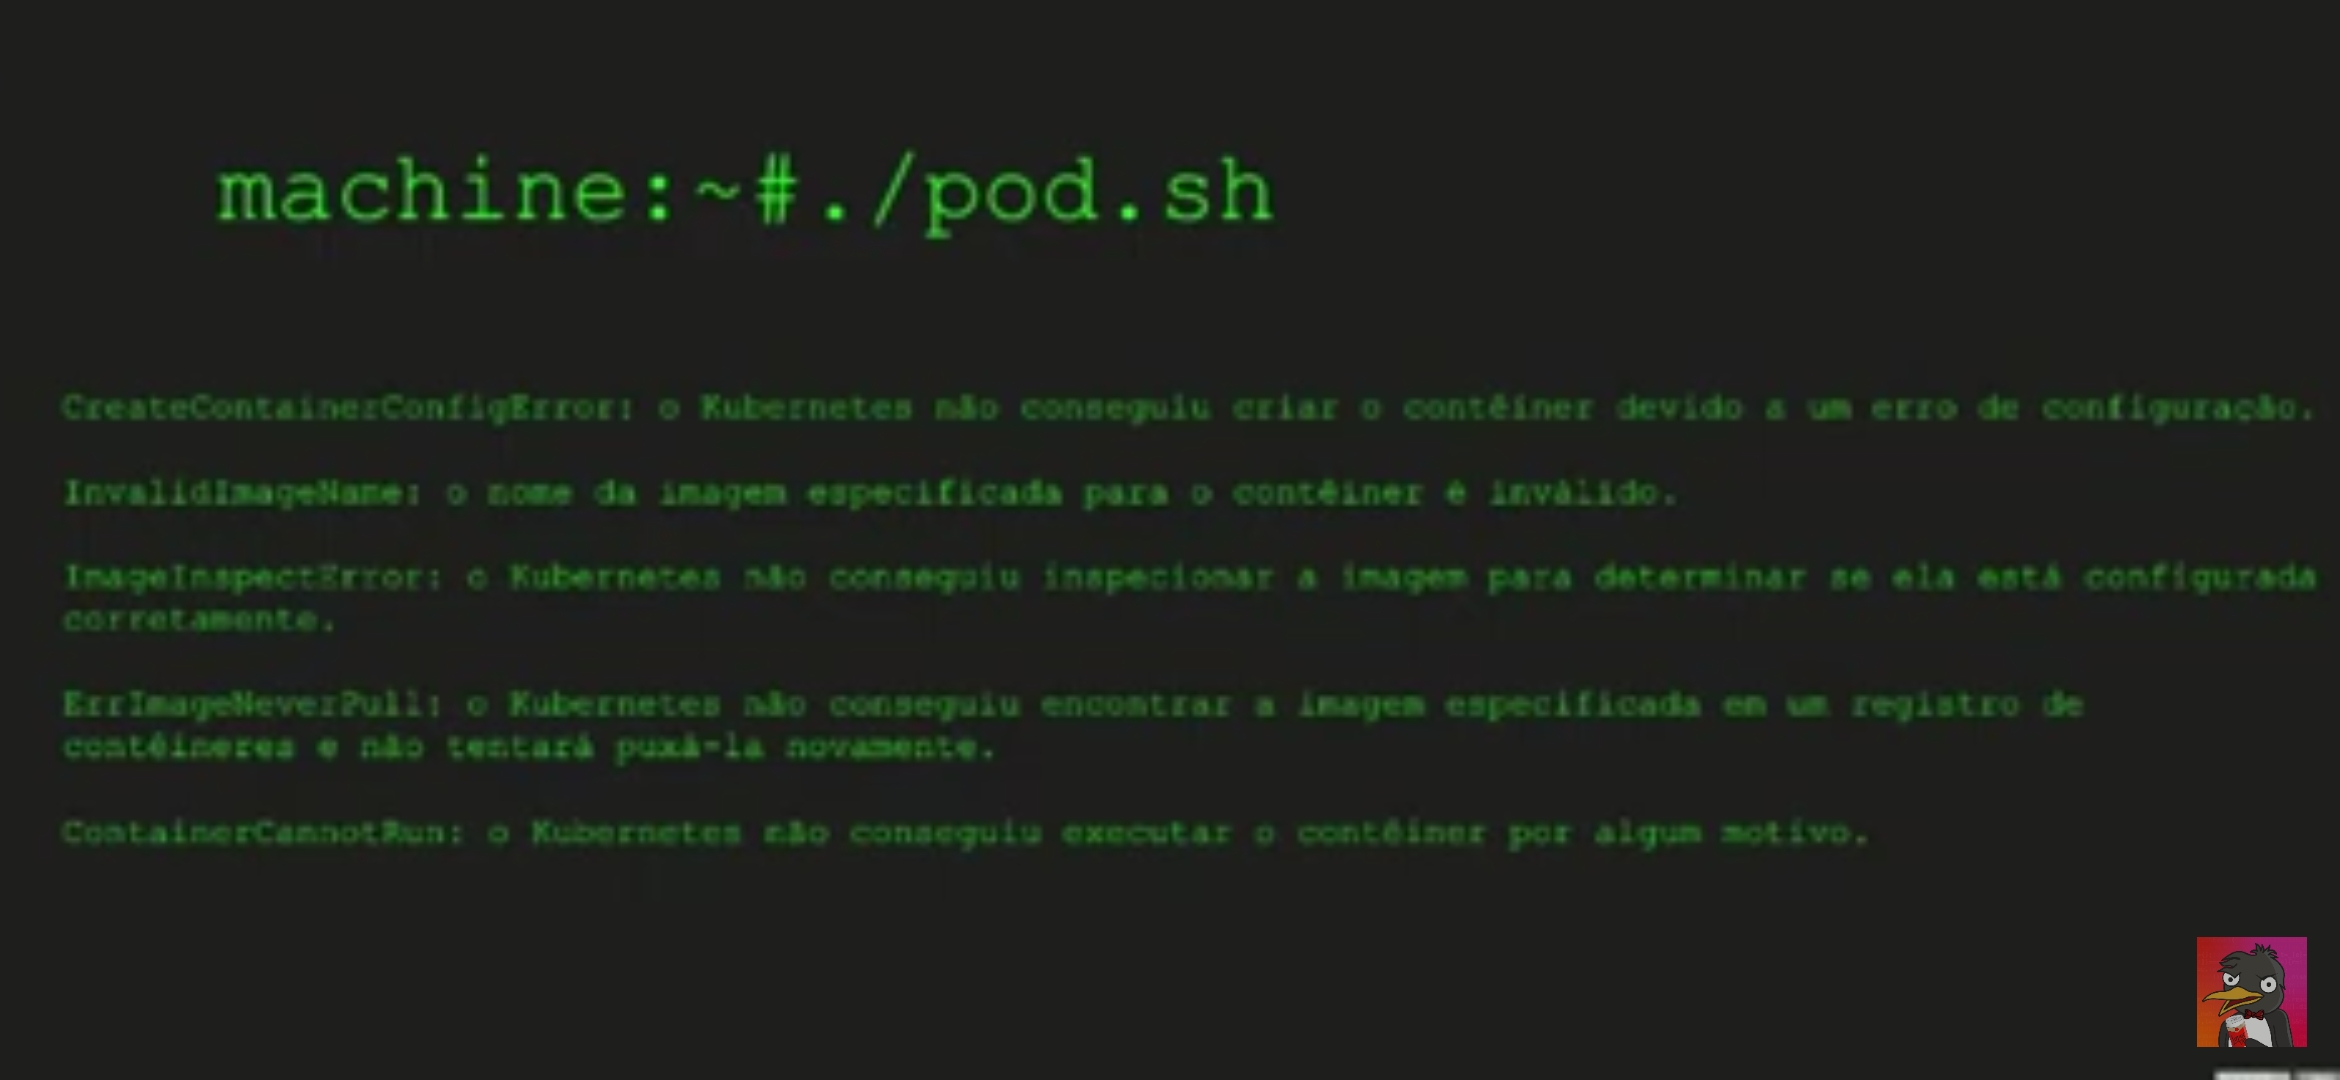 machine:~#./pod.sh
CreateContainerConfigError: o Kubernetes não conseguiu criar o contêiner devido a um erro de configuração.
InvalidImageName: o nome da imagem especificada para o contêiner é inválido.
ImageInspectError: o Kubernetes não conseguiu inspecionar a imagem para determinar se ela está configurada
corretamente.
ErrImageNeverPull: o Kubernetes não conseguiu encontrar a imagem especificada em um registro de
contêineres e não tentará puxá-la novamente.
ContainerCannotRun: o Kubernetes não conseguiu executar o contêiner por algum motivo.